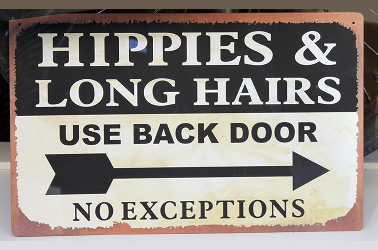 HIPPIES &
LONG HAIRS
USE BACK DOOR
NO EXCEPTIONS